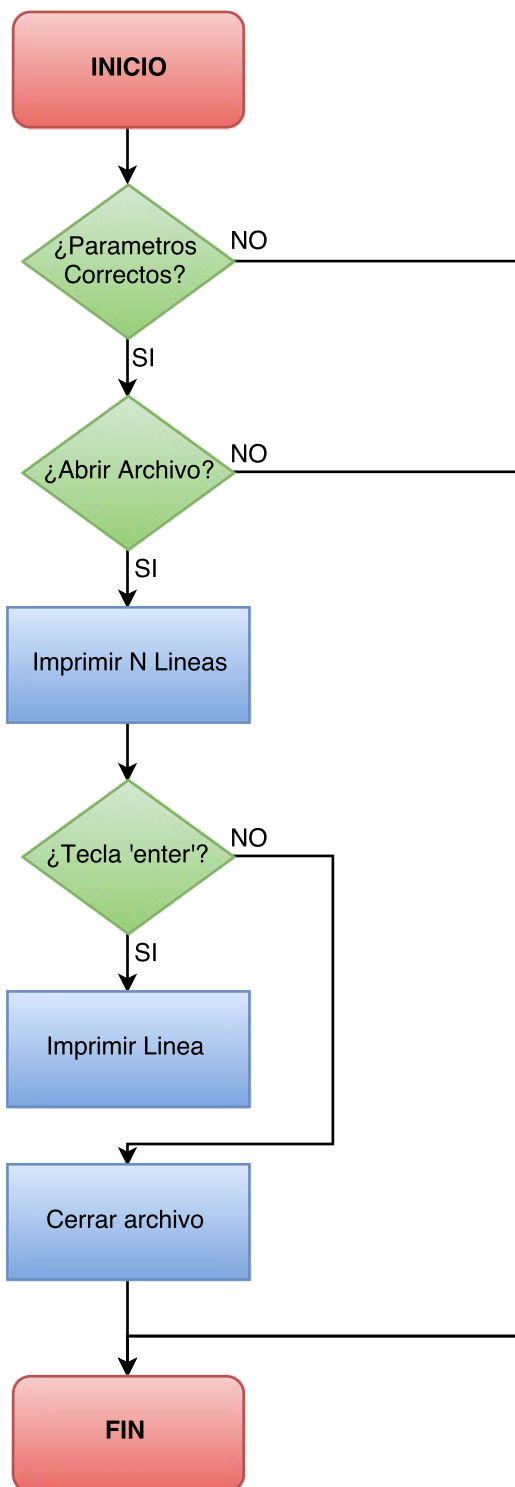 INICIO
¿Parametros
Correctos?
NO
SI
¿Abrir Archivo?
NO
SI
Imprimir N Lineas
¿Tecla 'enter'?
NO
SI
Imprimir Linea
Cerrar archivo
FIN